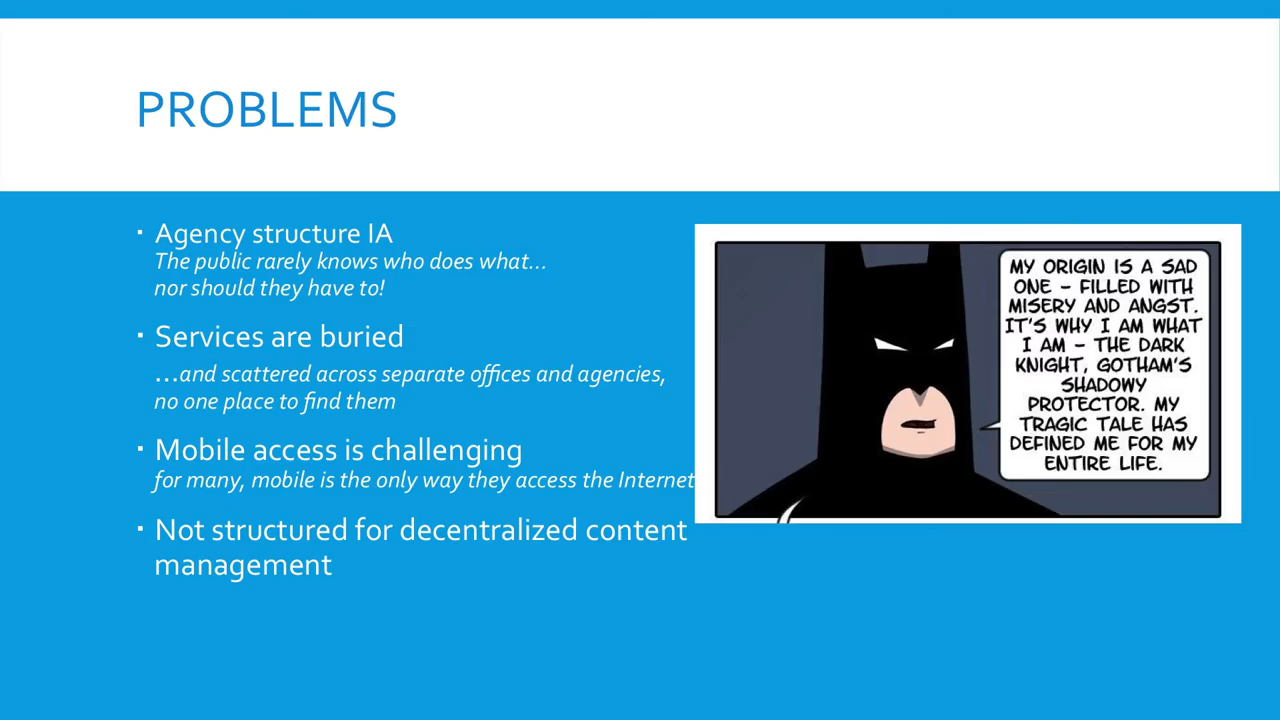 PROBLEMS
▪ Agency structure IA
The public rarely knows who does what...
nor should they have to!
▪ Services are buried
...and scattered across separate offices and agencies,
no one place to find them
▪ Mobile access is challenging
for many, mobile is the only way they access the Internet
▪ Not structured for decentralized content
management
MY ORIGIN IS A SAD
ONE – FILLED WITH
MISERY AND ANGST.
IT'S WHY I AM WHAT
I AM – THE DARK
KNIGHT, GOTHAM'S
SHADOWY
PROTECTOR. MY
TRAGIC TALE HAS
DEFINED ME FOR MY
ENTIRE LIFE.